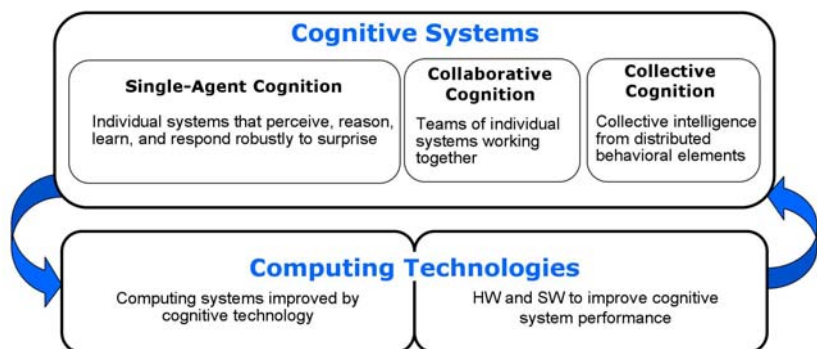 Cognitive Systems
Single-Agent Cognition
Individual systems that perceive, reason,
learn, and respond robustly to surprise
Collaborative
Cognition
Teams of individual
systems working
together
Collective
Cognition
Collective intelligence
from distributed
behavioral elements
Computing Technologies
Computing systems improved by
cognitive technology
HW and SW to improve cognitive
system performance